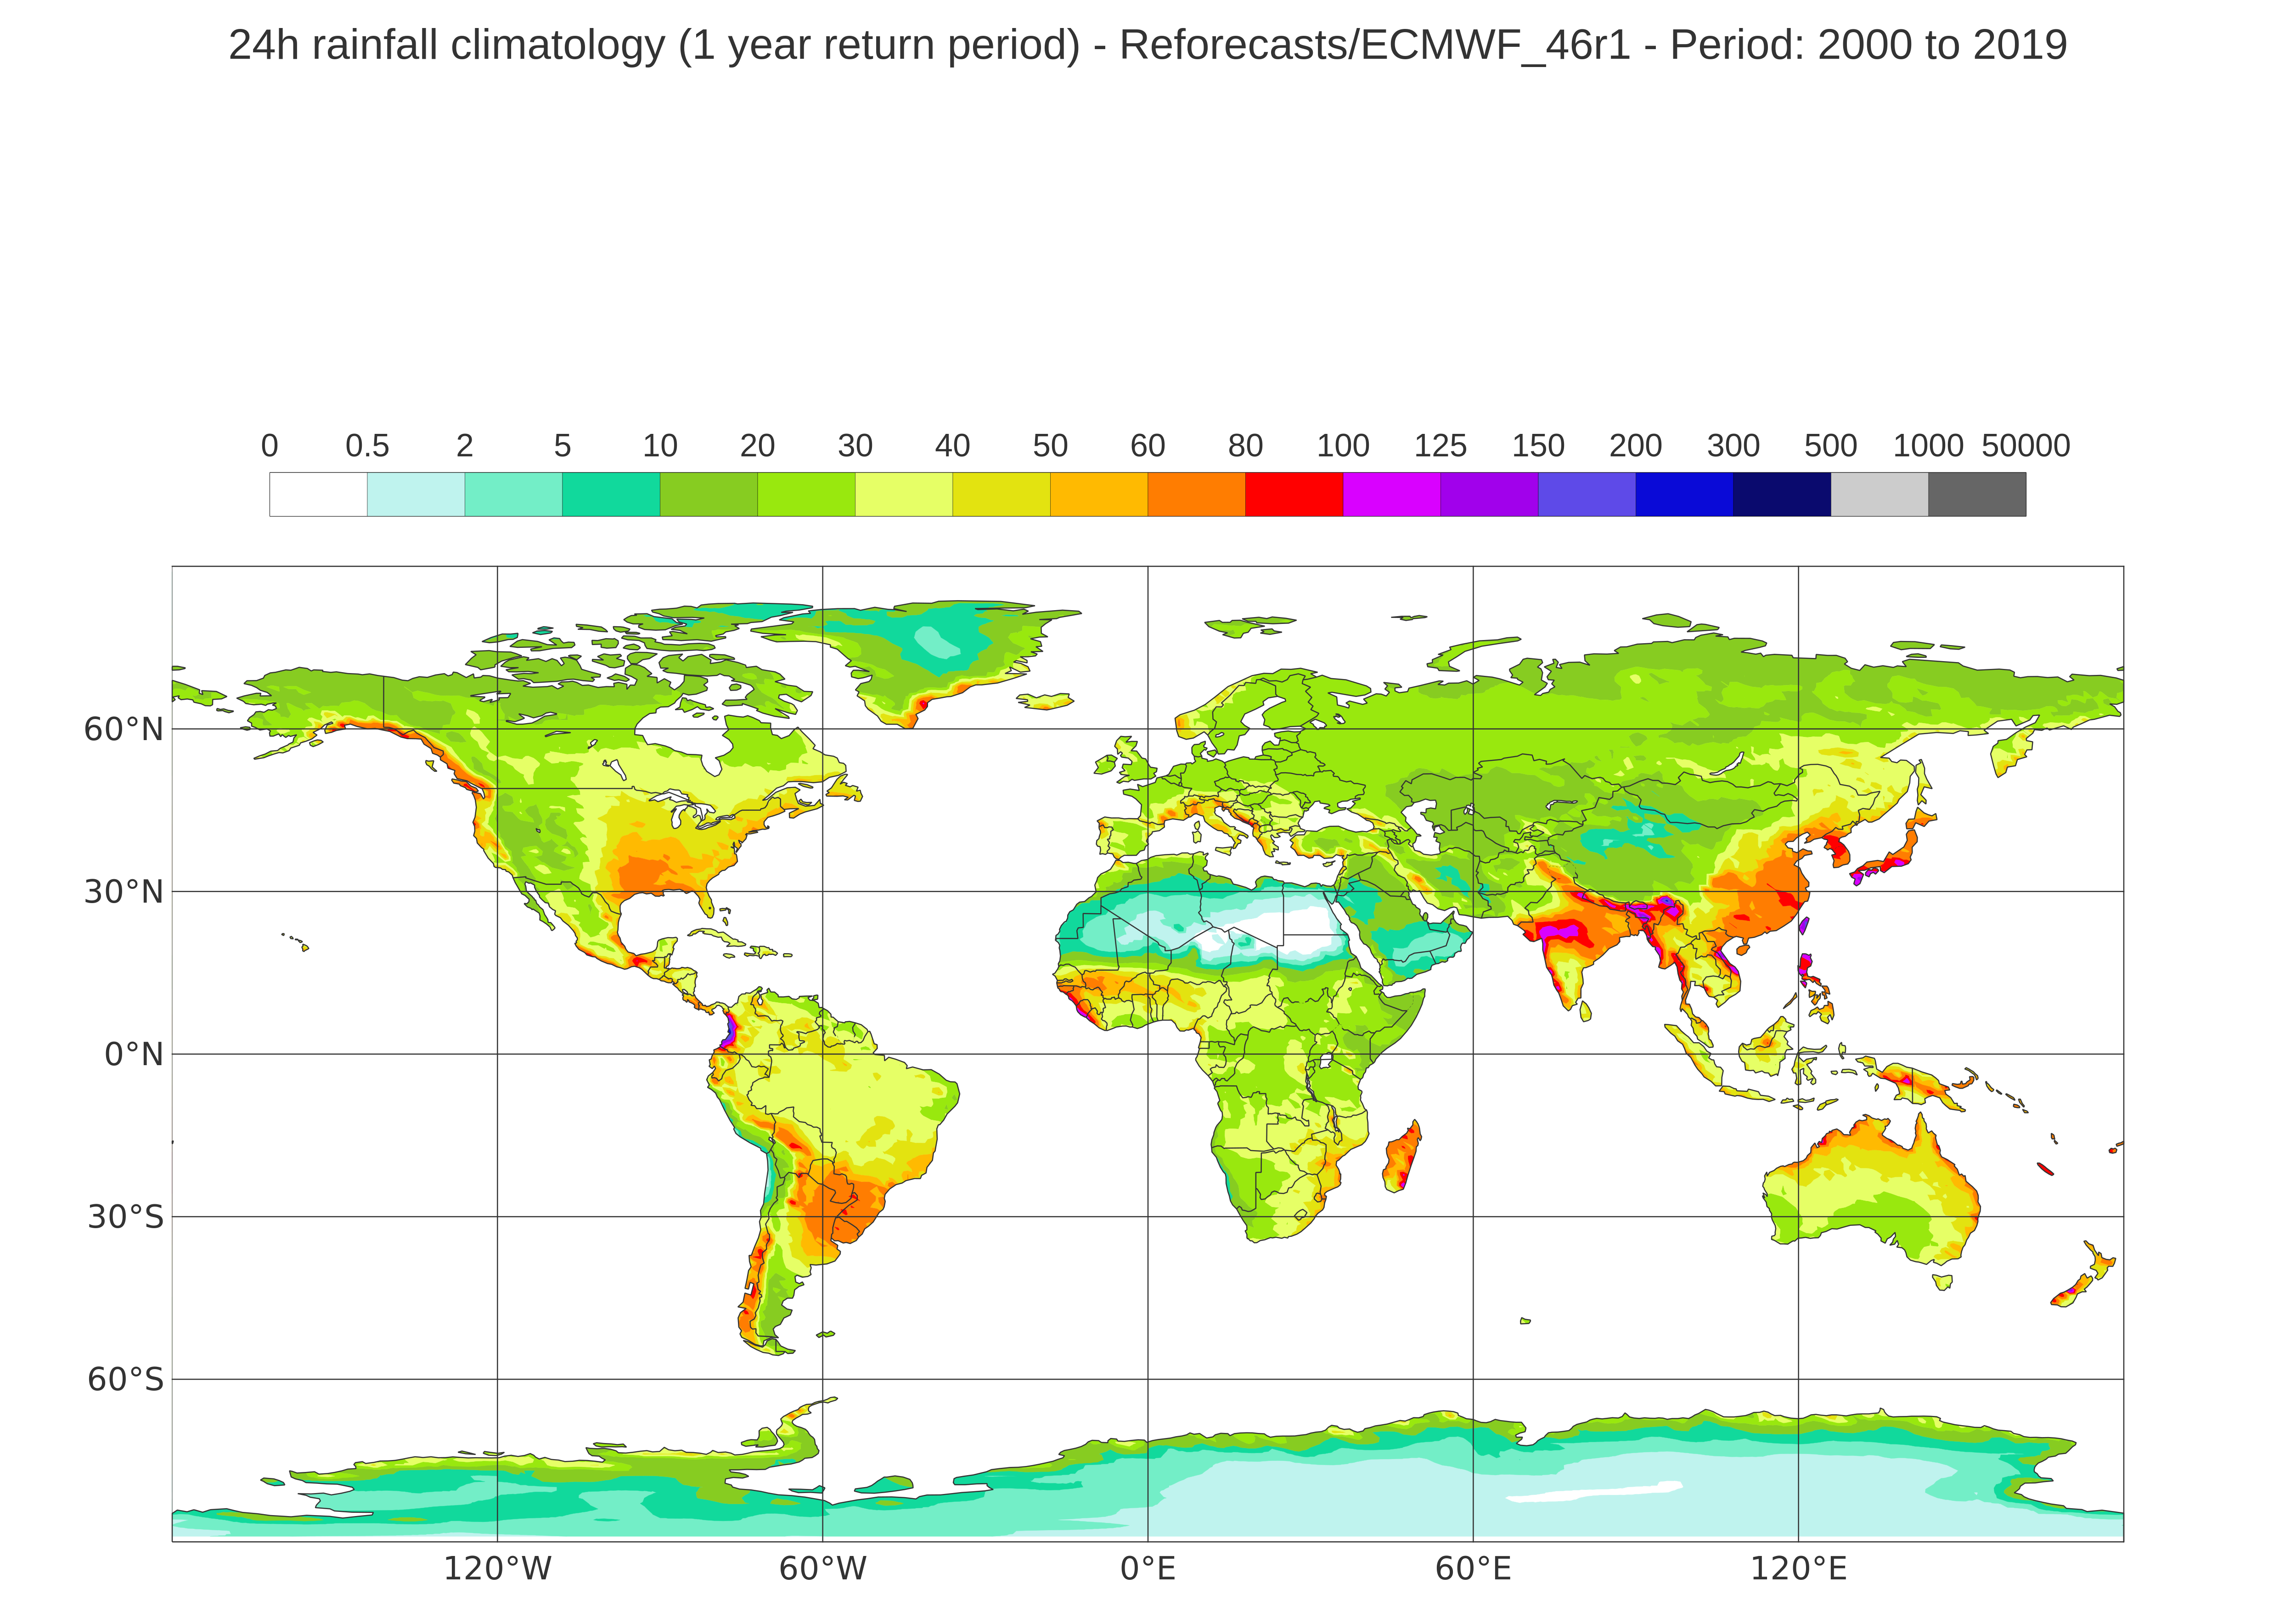 24h rainfall climatology (1 year return period) - Reforecasts/ECMWF_46r1 - Period: 2000 to 2019
0 0.5 2 5 10 20 30 40 50 60 80 100 125 150 200 300 500 1000 50000
60°N
30°N
0°N
30°S
60°S
120°W 60°W 0°E 60°E 120°E